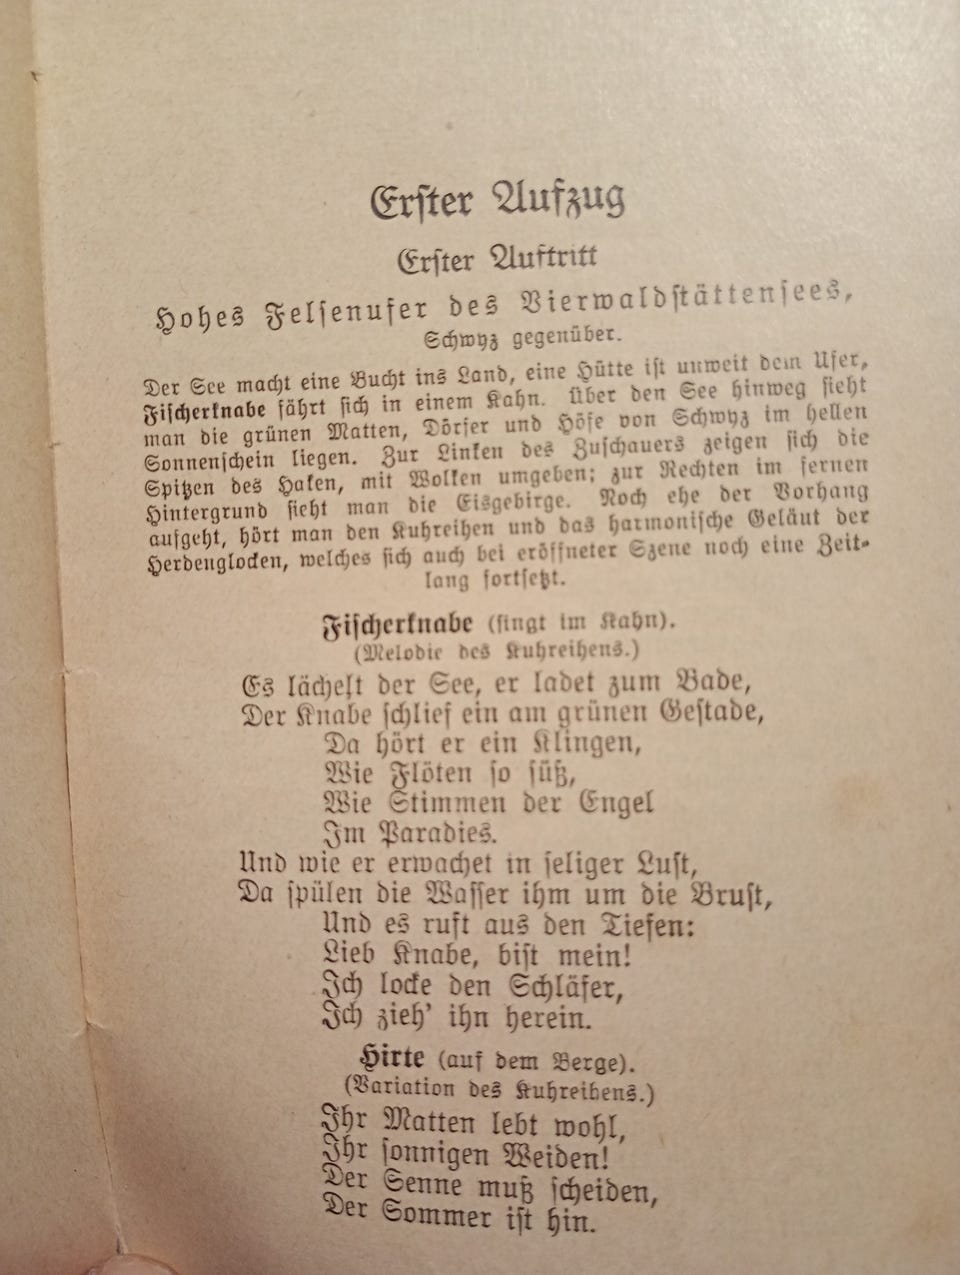 Erster Aufzug
Erster Auftritt
Hohes Felsenufer des Vierwaldstättensees,
Schwyz gegenüber.
Der See macht eine Bucht ins Land, eine Hütte ist unweit dem Ufer,
Fischerknabe fährt sich in einem Kahn. Über den See hinweg sieht
man die grünen Matten, Dörfer und Höfe von Schwyz im hellen
Sonnenschein liegen. Zur Linken des Zuschauers zeigen sich die
Spitzen des Haken, mit Wolken umgeben; zur Rechten im fernen
Hintergrund sieht man die Eisgebirge. Noch ehe der Vorhang
aufgeht, hört man den Kuhreihen und das harmonische Geläut der
Herdenglocken, welches sich auch bei eröffneter Szene noch eine Zeit-
lang fortsetzt.
Fischerknabe (singt im Kahn).
(Melodie des Kuhreihens.)
Es lächelt der See, er ladet zum Bade,
Der Knabe schlief ein am grünen Gestade,
Da hört er ein Klingen,
Wie Flöten so süß,
Wie Stimmen der Engel
Im Paradies.
Und wie er erwachet in seliger Lust,
Da spülen die Wasser ihm um die Brust,
Und es ruft aus den Tiefen:
Lieb Knabe, bist mein!
Ich locke den Schläfer,
Ich zieh' ihn herein.
Hirte (auf dem Berge).
(Variation des Kuhreihens.)
Ihr Matten lebt wohl,
Ihr sonnigen Weiden!
Der Senne muß scheiden,
Der Sommer ist hin.